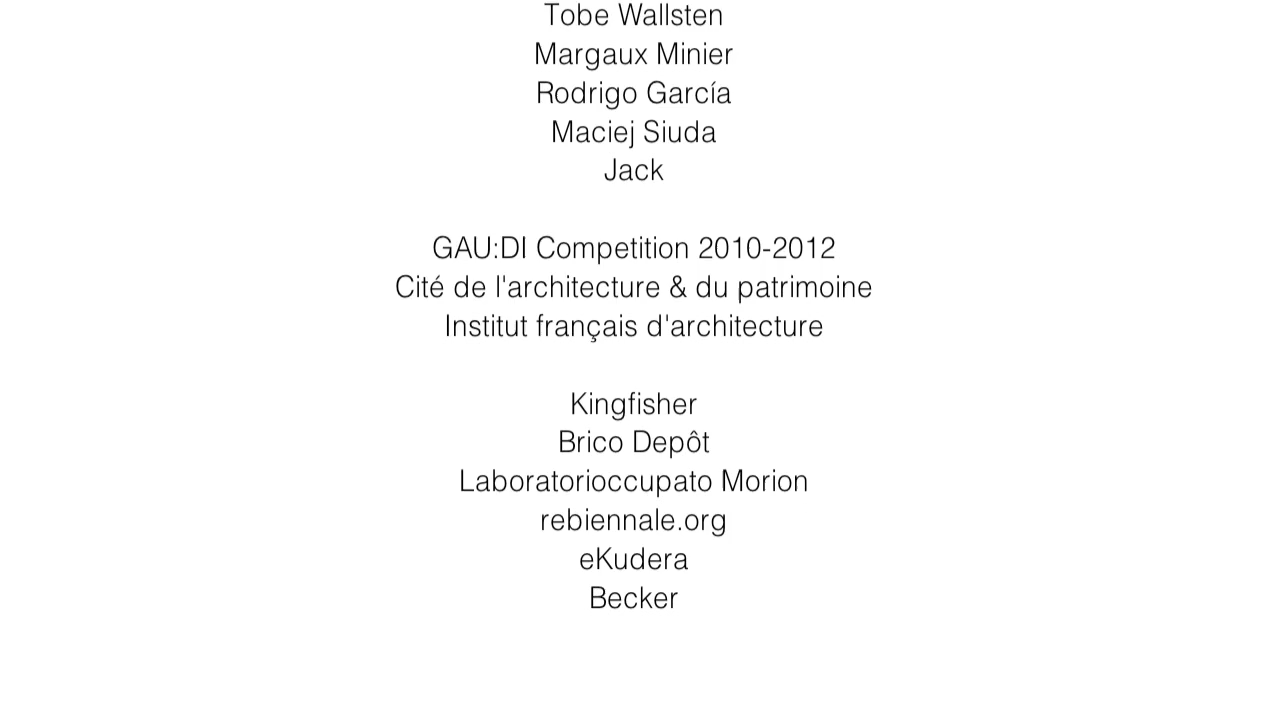 Tobe Wallsten
Margaux Minier
Rodrigo García
Maciej Siuda
Jack
GAU:DI Competition 2010-2012
Cité de l'architecture & du patrimoine
Institut français d'architecture
Kingfisher
Brico Depôt
Laboratorioccupato Morion
rebiennale.org
eKudera
Becker